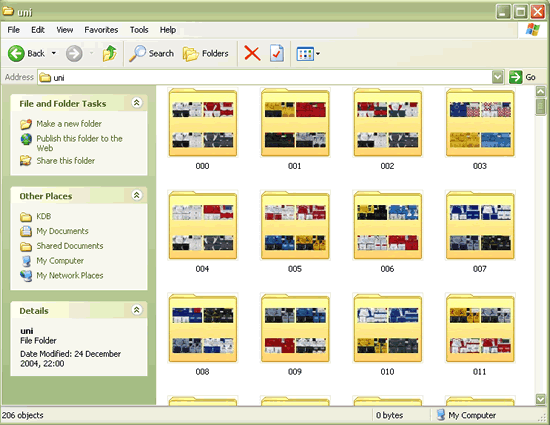 uni
File Edit View Favorites Tools Help
Back Search Folders
Address uni Go
File and Folder Tasks
Make a new folder
Publish this folder to the
Web
Share this folder
Other Places
KDB
My Documents
Shared Documents
My Computer
My Network Places
Details
uni
File Folder
Date Modified: 24 December
2004, 22:00
000 001 002 003
004 005 006 007
008 009 010 011
206 objects 0 bytes My Computer